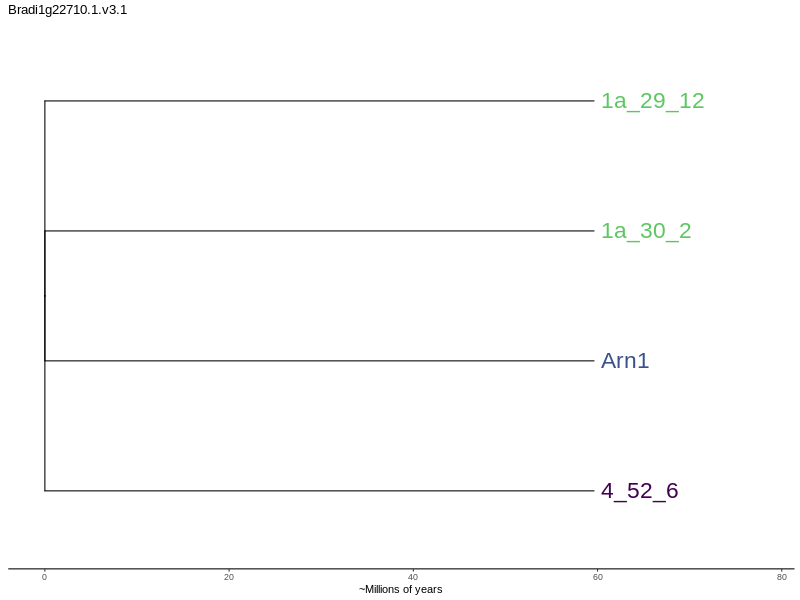 Bradi1g22710.1.v3.1
1a_29_12
1a_30_2
Arn1
4_52_6
0 20 40 60 80
~Millions of years